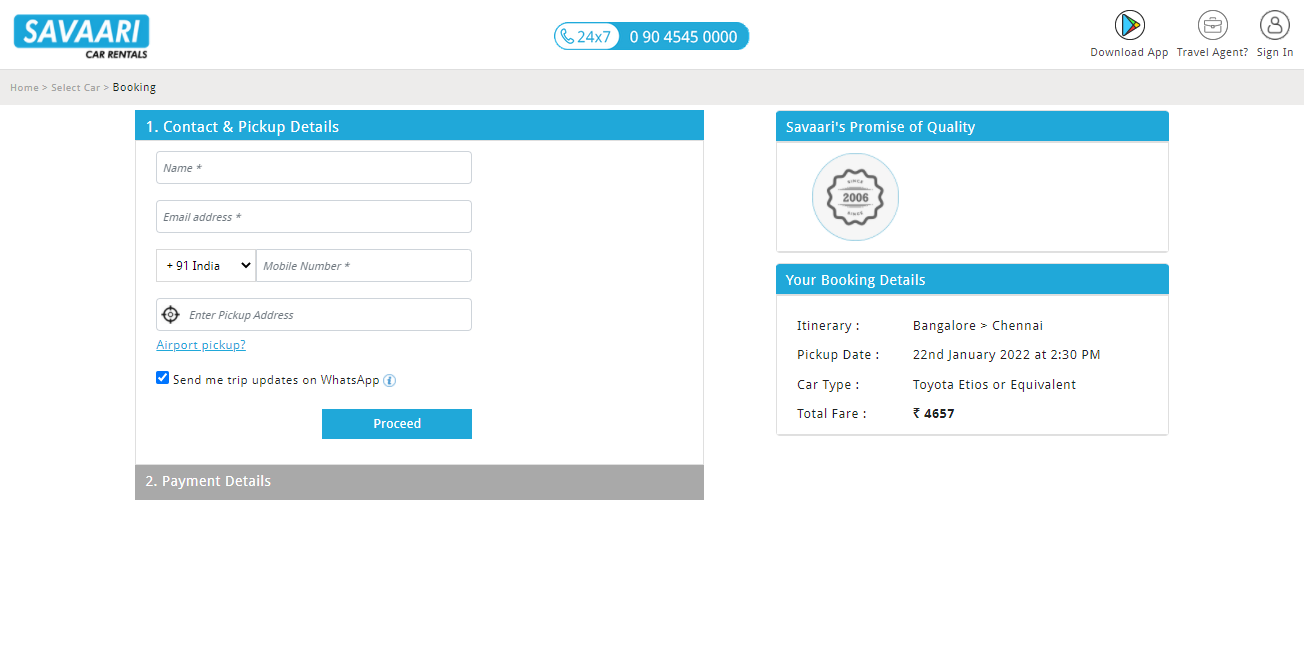 SAVAARI
CAR RENTALS
24x7 0 90 4545 0000
Download App
Travel Agent?
Sign In
Home > Select Car > Booking
1. Contact & Pickup Details
Name *
Email address *
+ 91 India
Mobile Number *
Enter Pickup Address
Airport pickup?
Send me trip updates on WhatsApp i
Proceed
2. Payment Details
Savaari's Promise of Quality
SINCE
2006
SINCE
Your Booking Details
Itinerary : Bangalore > Chennai
Pickup Date : 22nd January 2022 at 2:30 PM
Car Type : Toyota Etios or Equivalent
Total Fare : ₹ 4657